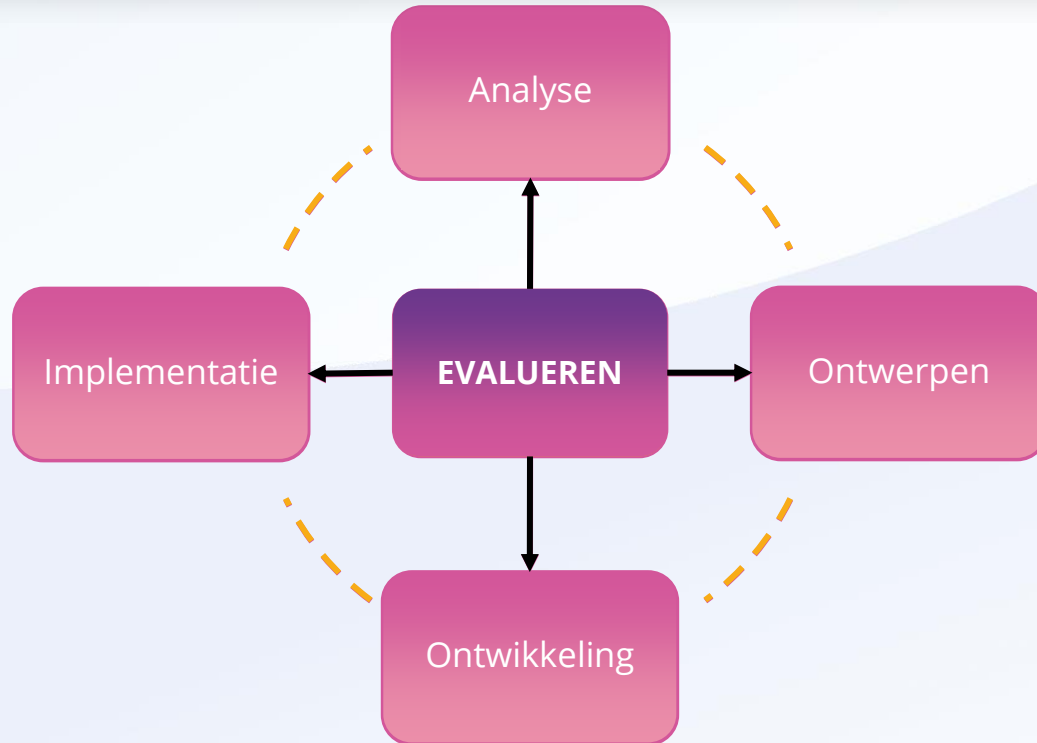 Analyse
Implementatie
EVALUEREN
Ontwerpen
Ontwikkeling